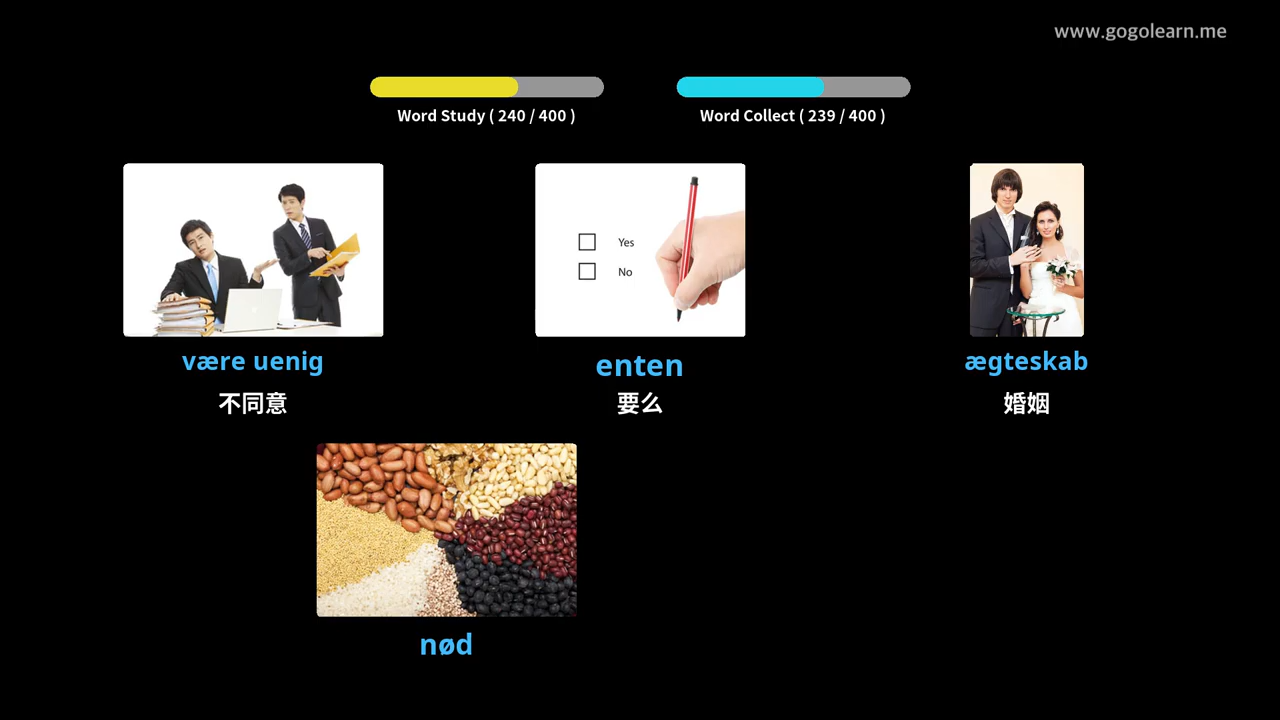 www.gogolearn.me
Word Study ( 240 / 400 )
Word Collect ( 239 / 400 )
Yes
No
være uenig
enten
ægteskab
不同意
要么
婚姻
nød